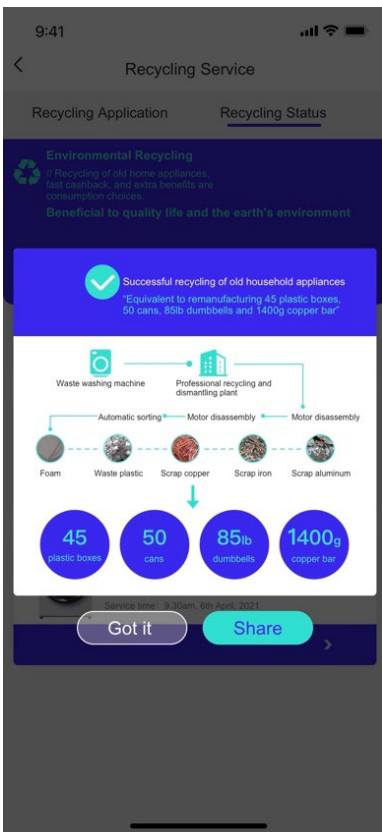 9:41
Recycling Service
Recycling Application
Recycling Status
Environmental Recycling
// Recycling of old home appliances,
fast cashback, and extra benefits are
consumption choices.
Beneficial to quality life and the earth's environment
Successful recycling of old household appliances
"Equivalent to remanufacturing 45 plastic boxes,
50 cans, 85lb dumbbells and 1400g copper bar"
Waste washing machine
Professional recycling and
dismantling plant
Automatic sorting
Motor disassembly
Motor disassembly
Foam
Waste plastic
Scrap copper
Scrap iron
Scrap aluminum
45
plastic boxes
50
cans
85lb
dumbbells
1400g
copper bar
Service time: 9.30am, 6th April, 2021
Got it
Share